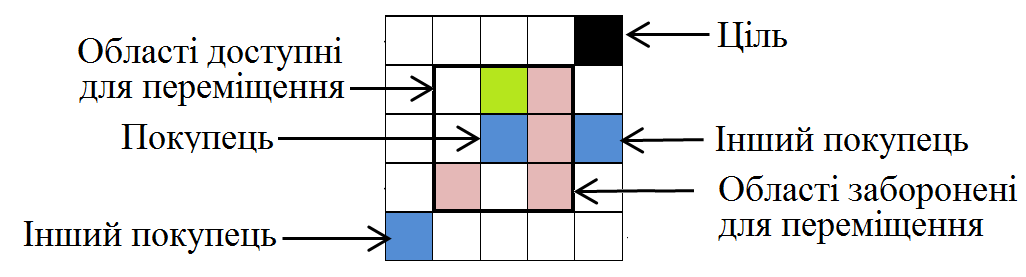 Області доступні
для переміщення
Покупець
Інший покупець
Ціль
Інший покупець
Області заборонені
для переміщення